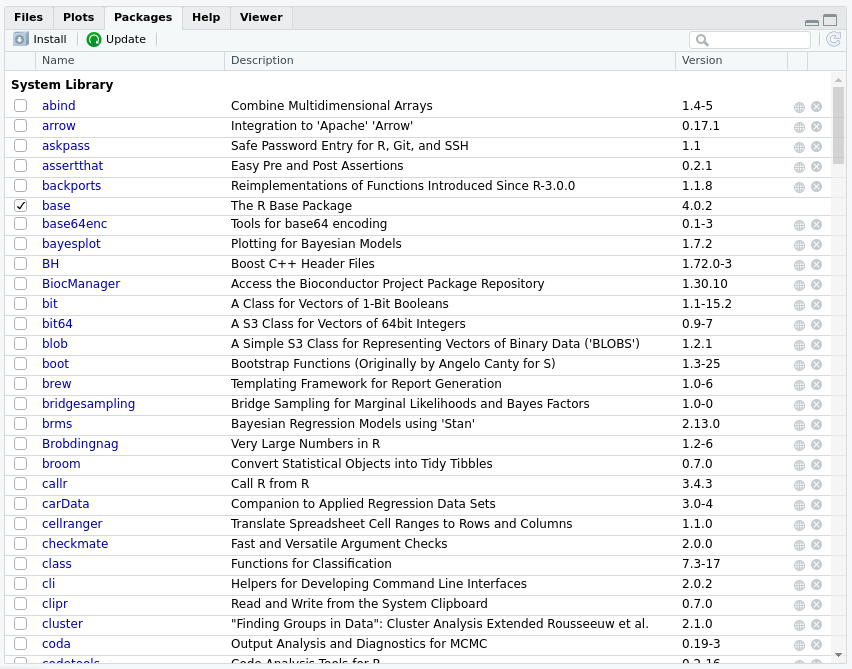 Files Plots Packages Help Viewer
Install Update
Name Description Version
System Library
abind Combine Multidimensional Arrays 1.4-5
arrow Integration to 'Apache' 'Arrow' 0.17.1
askpass Safe Password Entry for R, Git, and SSH 1.1
assertthat Easy Pre and Post Assertions 0.2.1
backports Reimplementations of Functions Introduced Since R-3.0.0 1.1.8
base The R Base Package 4.0.2
base64enc Tools for base64 encoding 0.1-3
bayesplot Plotting for Bayesian Models 1.7.2
BH Boost C++ Header Files 1.72.0-3
BiocManager Access the Bioconductor Project Package Repository 1.30.10
bit A Class for Vectors of 1-Bit Booleans 1.1-15.2
bit64 A S3 Class for Vectors of 64bit Integers 0.9-7
blob A Simple S3 Class for Representing Vectors of Binary Data ('BLOBS') 1.2.1
boot Bootstrap Functions (Originally by Angelo Canty for S) 1.3-25
brew Templating Framework for Report Generation 1.0-6
bridgesampling Bridge Sampling for Marginal Likelihoods and Bayes Factors 1.0-0
brms Bayesian Regression Models using 'Stan' 2.13.0
Brobdingnag Very Large Numbers in R 1.2-6
broom Convert Statistical Objects into Tidy Tibbles 0.7.0
callr Call R from R 3.4.3
carData Companion to Applied Regression Data Sets 3.0-4
cellranger Translate Spreadsheet Cell Ranges to Rows and Columns 1.1.0
checkmate Fast and Versatile Argument Checks 2.0.0
class Functions for Classification 7.3-17
cli Helpers for Developing Command Line Interfaces 2.0.2
clipr Read and Write from the System Clipboard 0.7.0
cluster "Finding Groups in Data": Cluster Analysis Extended Rousseeuw et al. 2.1.0
coda Output Analysis and Diagnostics for MCMC 0.19-3
codetools Code Analysis Tools for R 0.2-16